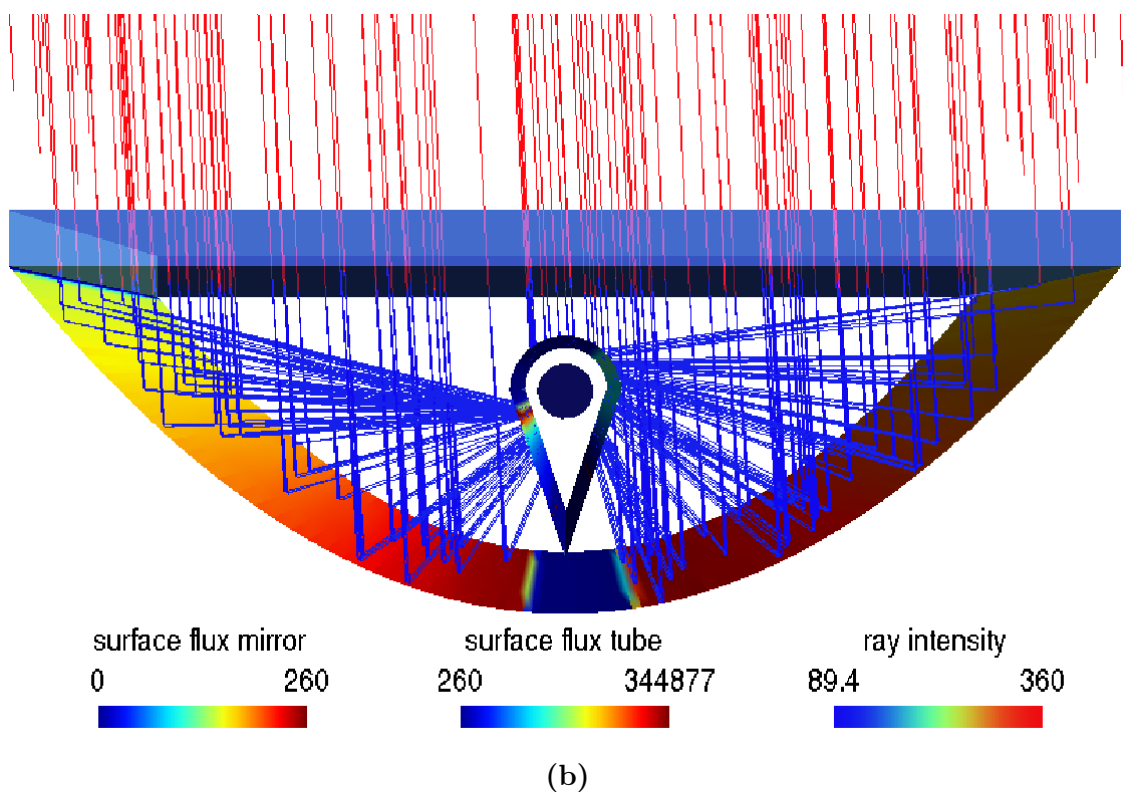 surface flux mirror surface flux tube ray intensity
0 260 260 344877 89.4 360
(b)